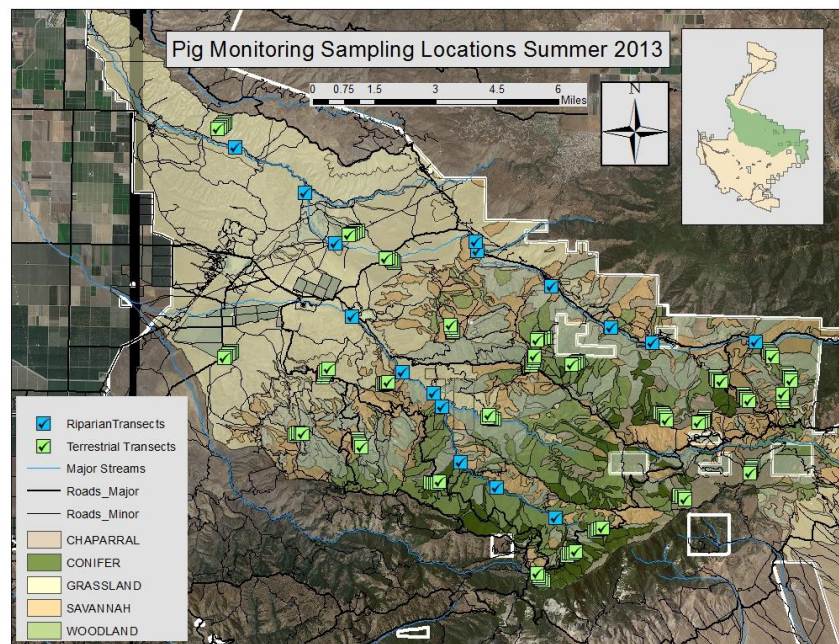 Pig Monitoring Sampling Locations Summer 2013
0 0.75 1.5 3 4.5 6
Miles
N
RiparianTransects
Terrestrial Transects
Major Streams
Roads_Major
Roads_Minor
CHAPARRAL
CONIFER
GRASSLAND
SAVANNAH
WOODLAND